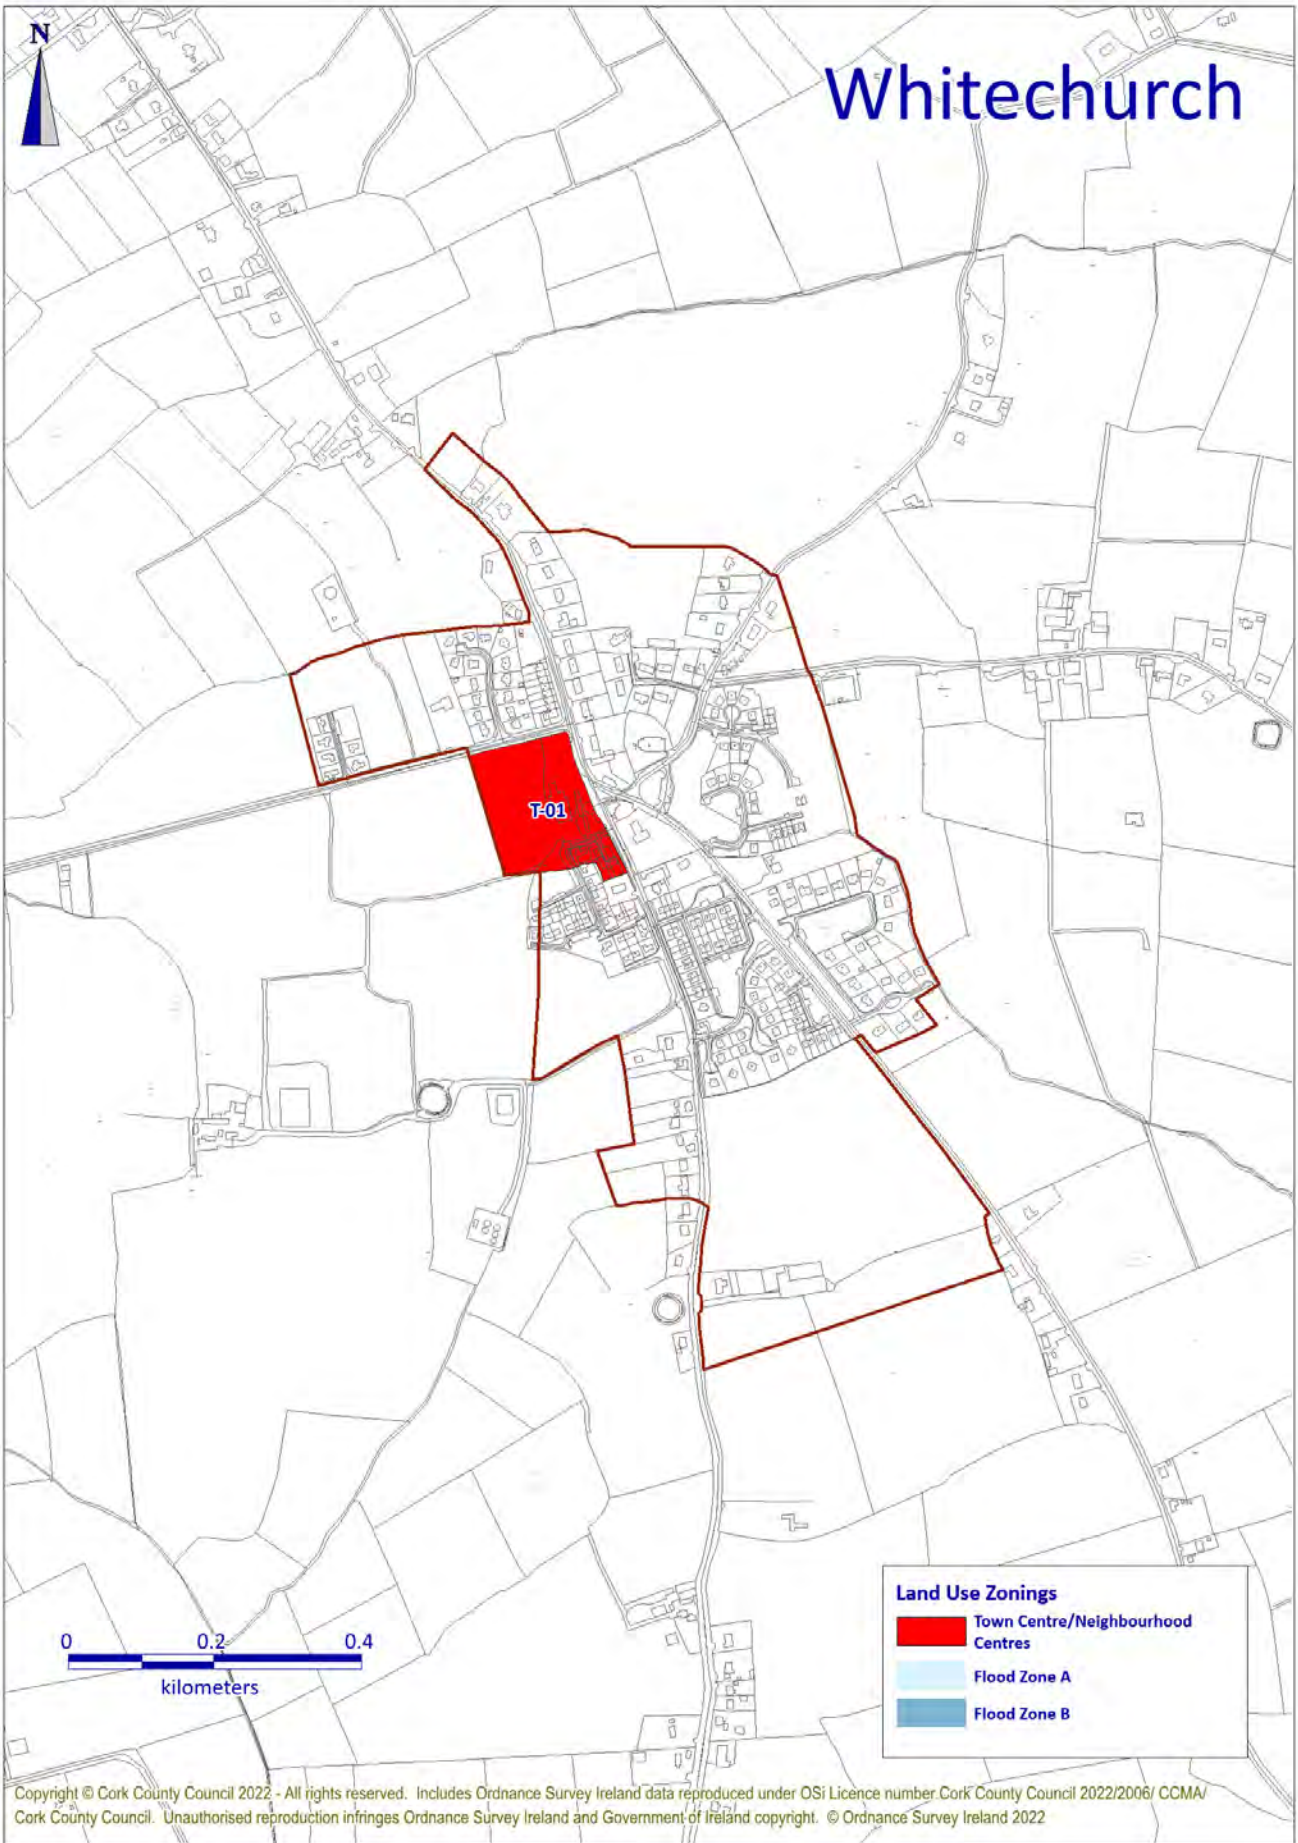 N
Whitechurch
T-01
Land Use Zonings
Town Centre/Neighbourhood
Centres
Flood Zone A
Flood Zone B
0 0.2 0.4
kilometers
Copyright © Cork County Council 2022 - All rights reserved. Includes Ordnance Survey Ireland data reproduced under OSi Licence number Cork County Council 2022/2006/ CCMA/
Cork County Council. Unauthorised reproduction infringes Ordnance Survey Ireland and Government of Ireland copyright. © Ordnance Survey Ireland 2022